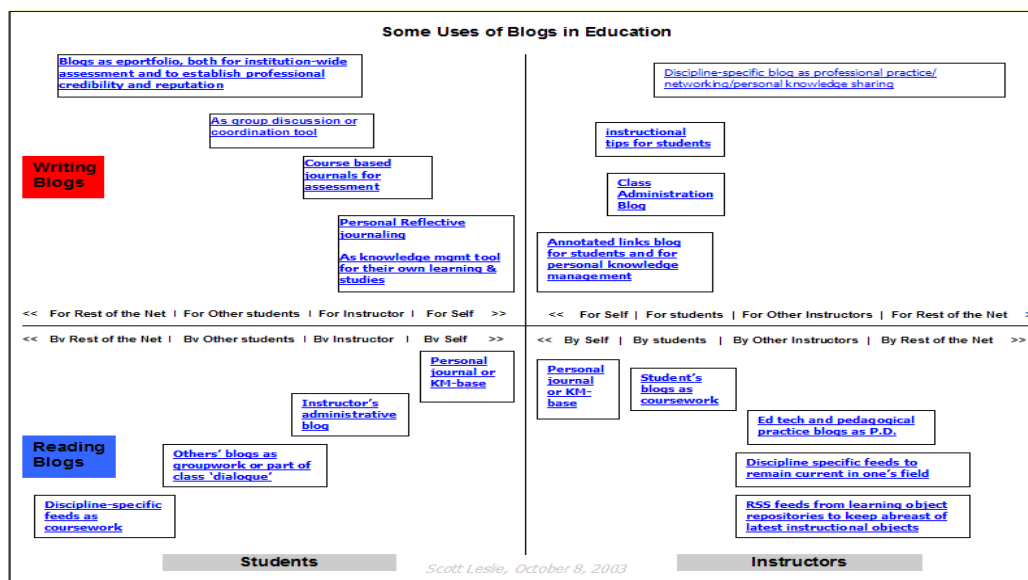 Some Uses of Blogs in Education
Blogs as eportfolio, both for institution-wide
assessment and to establish professional
credibility and reputation
Discipline-specific blog as professional practice/
networking/personal knowledge sharing
As group discussion or
coordination tool
instructional
tips for students
Writing
Blogs
Course based
journals for
assessment
Class
Administration
Blog
Personal Reflective
journaling
As knowledge mgmt tool
for their own learning &
studies
Annotated links blog
for students and for
personal knowledge
management
<< For Rest of the Net | For Other students | For Instructor | For Self >>
<< For Self | For students | For Other Instructors | For Rest of the Net >
<< By Rest of the Net | By Other students | By Instructor | By Self >>
<< By Self | By students | By Other Instructors | By Rest of the Net >
Personal
journal or
KM-base
Personal
journal
or KM-
base
Student's
blogs as
coursework
Instructor's
administrative
blog
Ed tech and pedagogical
practice blogs as P.D.
Reading
Blogs
Others' blogs as
groupwork or part of
class 'dialogue'
Discipline specific feeds to
remain current in one's field
Discipline-specific
feeds as
coursework
RSS feeds from learning object
repositories to keep abreast of
latest instructional objects
Students
Instructors
Scott Leslie, October 8, 2003